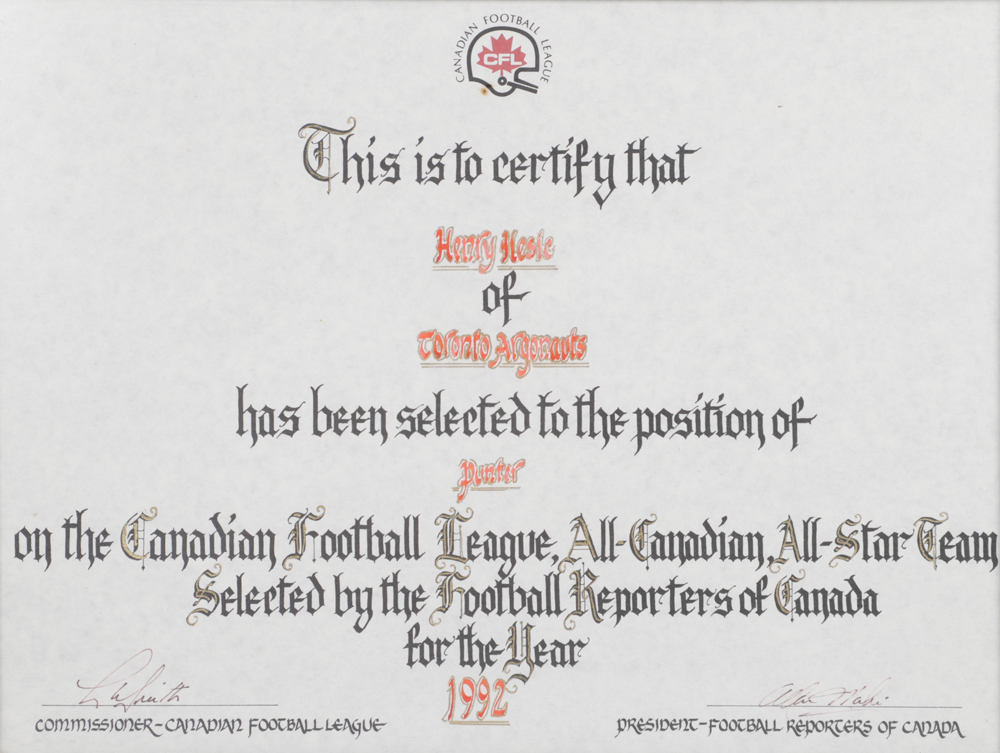 CANADIAN FOOTBALL LEAGUE
CFL
This is to certify that
Henry Ilesic
of
Toronto Argonauts
has been selected to the position of
Punter
on the Canadian Football League, All-Canadian, All-Star Team
Selected by the Football Reporters of Canada
for the Year
1992
COMMISSIONER-CANADIAN FOOTBALL LEAGUE
PRESIDENT-FOOTBALL REPORTERS OF CANADA